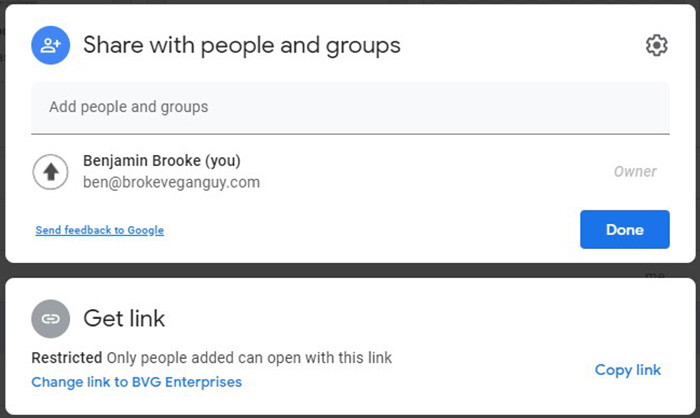 Share with people and groups
Add people and groups
Benjamin Brooke (you)
ben@brokeveganguy.com
Owner
Send feedback to Google
Done
Get link
Restricted Only people added can open with this link
Change link to BVG Enterprises
Copy link